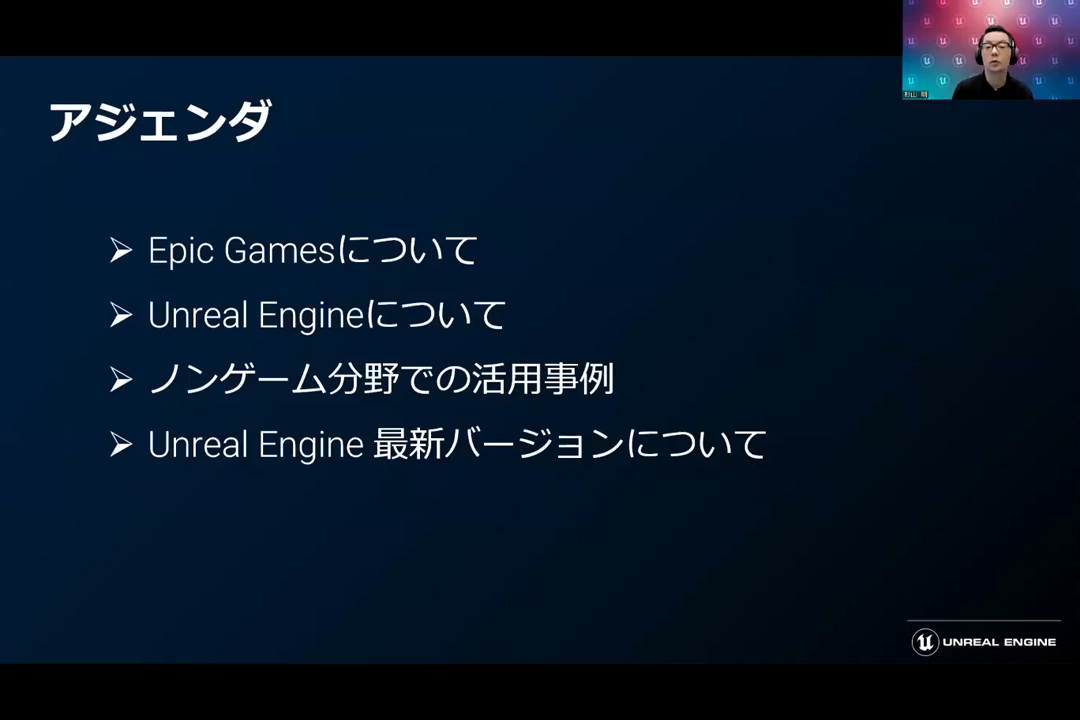 アジェンダ
➢ Epic Gamesについて
➢ Unreal Engineについて
➢ ノンゲーム分野での活用事例
➢ Unreal Engine 最新バージョンについて
UNREAL ENGINE